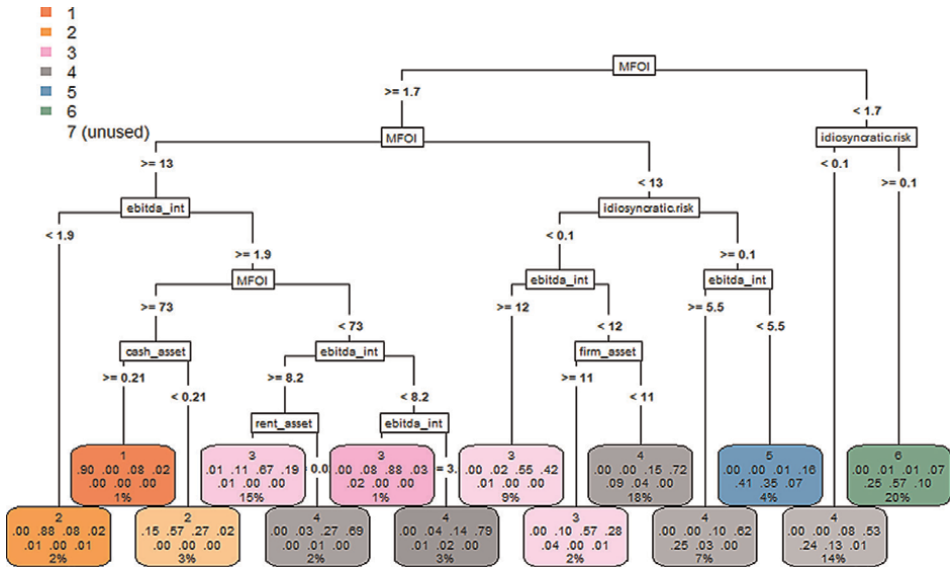 1
2
3
4
5
6
7 (unused)
MFOI
>= 1.7
< 1.7
MFOI
idiosyncratic.risk
>= 13
< 13
< 0.1
>= 0.1
ebitda_int
idiosyncratic.risk
< 1.9
>= 1.9
< 0.1
>= 0.1
MFOI
ebitda_int
ebitda_int
>= 73
< 73
>= 12
< 12
>= 5.5
< 5.5
cash_asset
ebitda_int
firm_asset
>= 0.21
< 0.21
>= 8.2
< 8.2
>= 11
< 11
rent_asset
ebitda_int
1
.90 .00 .08 .02
.00 .00 .00
1%
3
.01 .11 .67 .19
.01 .00 .00
15%
3
.00 .08 .88 .03
.02 .00 .00
1%
= 3.
3
.00 .02 .55 .42
.01 .00 .00
9%
4
.00 .00 .15 .72
.09 .04 .00
18%
5
.00 .00 .01 .16
.41 .35 .07
4%
6
.00 .01 .01 .07
.25 .57 .10
20%
2
.00 .88 .08 .02
.01 .00 .01
2%
2
.15 .57 .27 .02
.00 .00 .00
3%
4
.00 .03 .27 .69
.00 .01 .00
2%
4
.00 .04 .14 .79
.01 .02 .00
3%
3
.00 .10 .57 .28
.04 .00 .01
2%
4
.00 .00 .10 .62
.25 .03 .00
7%
4
.00 .00 .08 .53
.24 .13 .01
14%